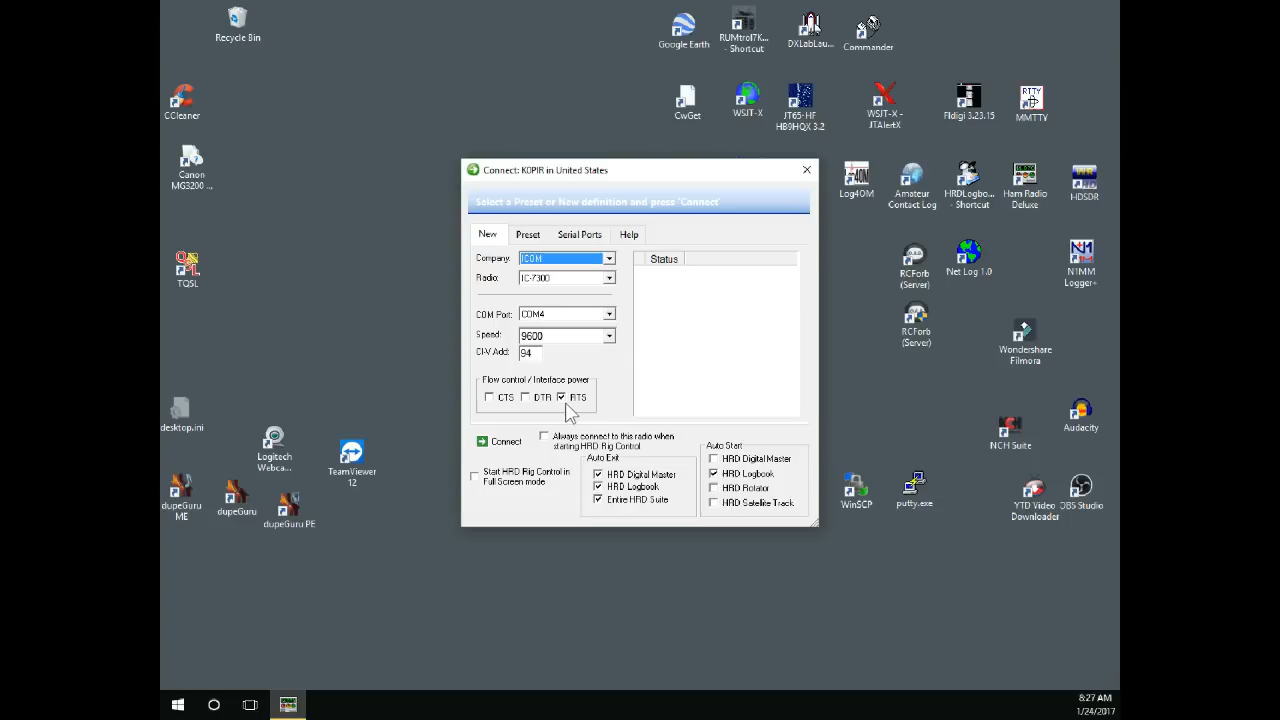 Recycle Bin
Google Earth
RUMtrol7K...
- Shortcut
DXLabLau...
Commander
CCleaner
CwGet
WSJT-X
JT65-HF
HB9HQX 3.2
WSJT-X -
JTAlertX
Fldigi 3.23.15
RTTY
MMTTY
Canon
MG3200 ...
Connect: K0PIR in United States
Select a Preset or New definition and press 'Connect'
Log4OM
Amateur
Contact Log
HRDLogbo...
- Shortcut
Ham Radio
Deluxe
HDSDR
New
Preset
Serial Ports
Help
Company:
ICOM
Radio:
IC-7300
COM Port:
COM4
Speed:
9600
CI-V Add:
94
Flow control / Interface power
CTS
DTR
RTS
Status
Connect
Always connect to this radio when
starting HRD Rig Control
Start HRD Rig Control in
Full Screen mode
Auto Exit
HRD Digital Master
HRD Logbook
Entire HRD Suite
Auto Start
HRD Digital Master
HRD Logbook
HRD Rotator
HRD Satellite Track
TQSL
RCForb
(Server)
Net Log 1.0
N1MM
Logger+
RCForb
(Server)
Wondershare
Filmora
desktop.ini
Logitech
Webca...
TeamViewer
12
NCH Suite
Audacity
dupeGuru
ME
dupeGuru
dupeGuru PE
WinSCP
putty.exe
YTD Video
Downloader
OBS Studio
8:27 AM
1/24/2017